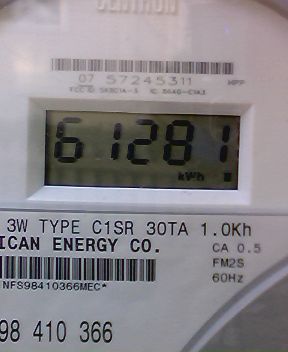 CENTRON
07 57245311 MPP
61281
kWh
3W TYPE C1SR 30TA 1.0Kh
ICAN ENERGY CO. CA 0.5
FM2S
NFS98410366MEC* 60Hz
98 410 366